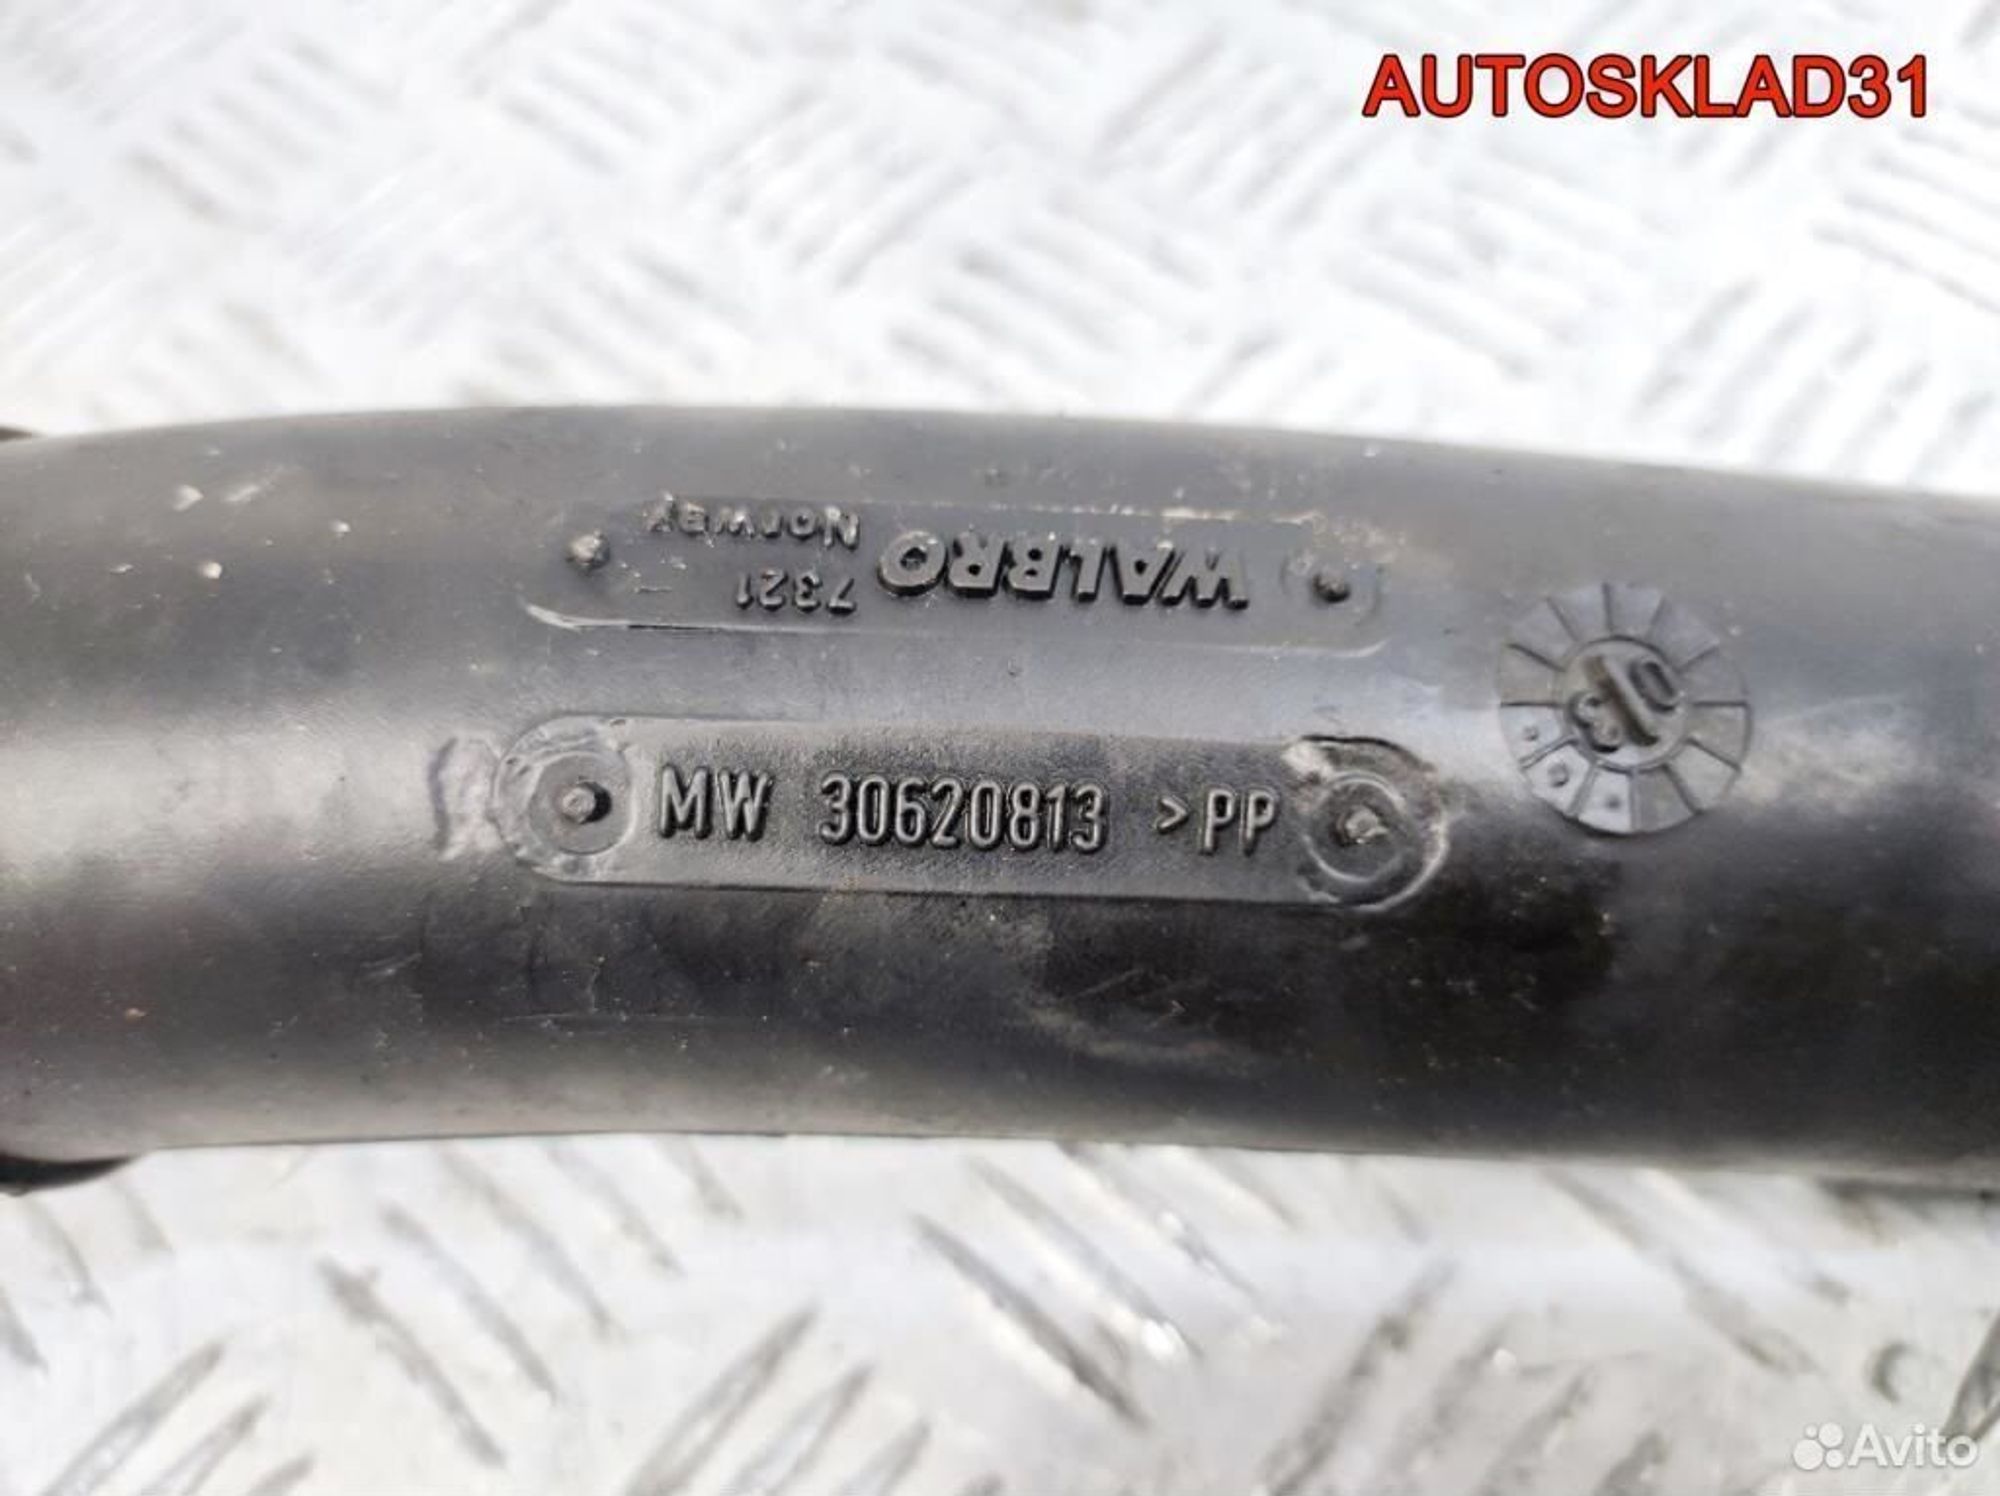 AUTOSKLAD31
WALBRO
7321
Norway
MW 30620813 >PP
Avito